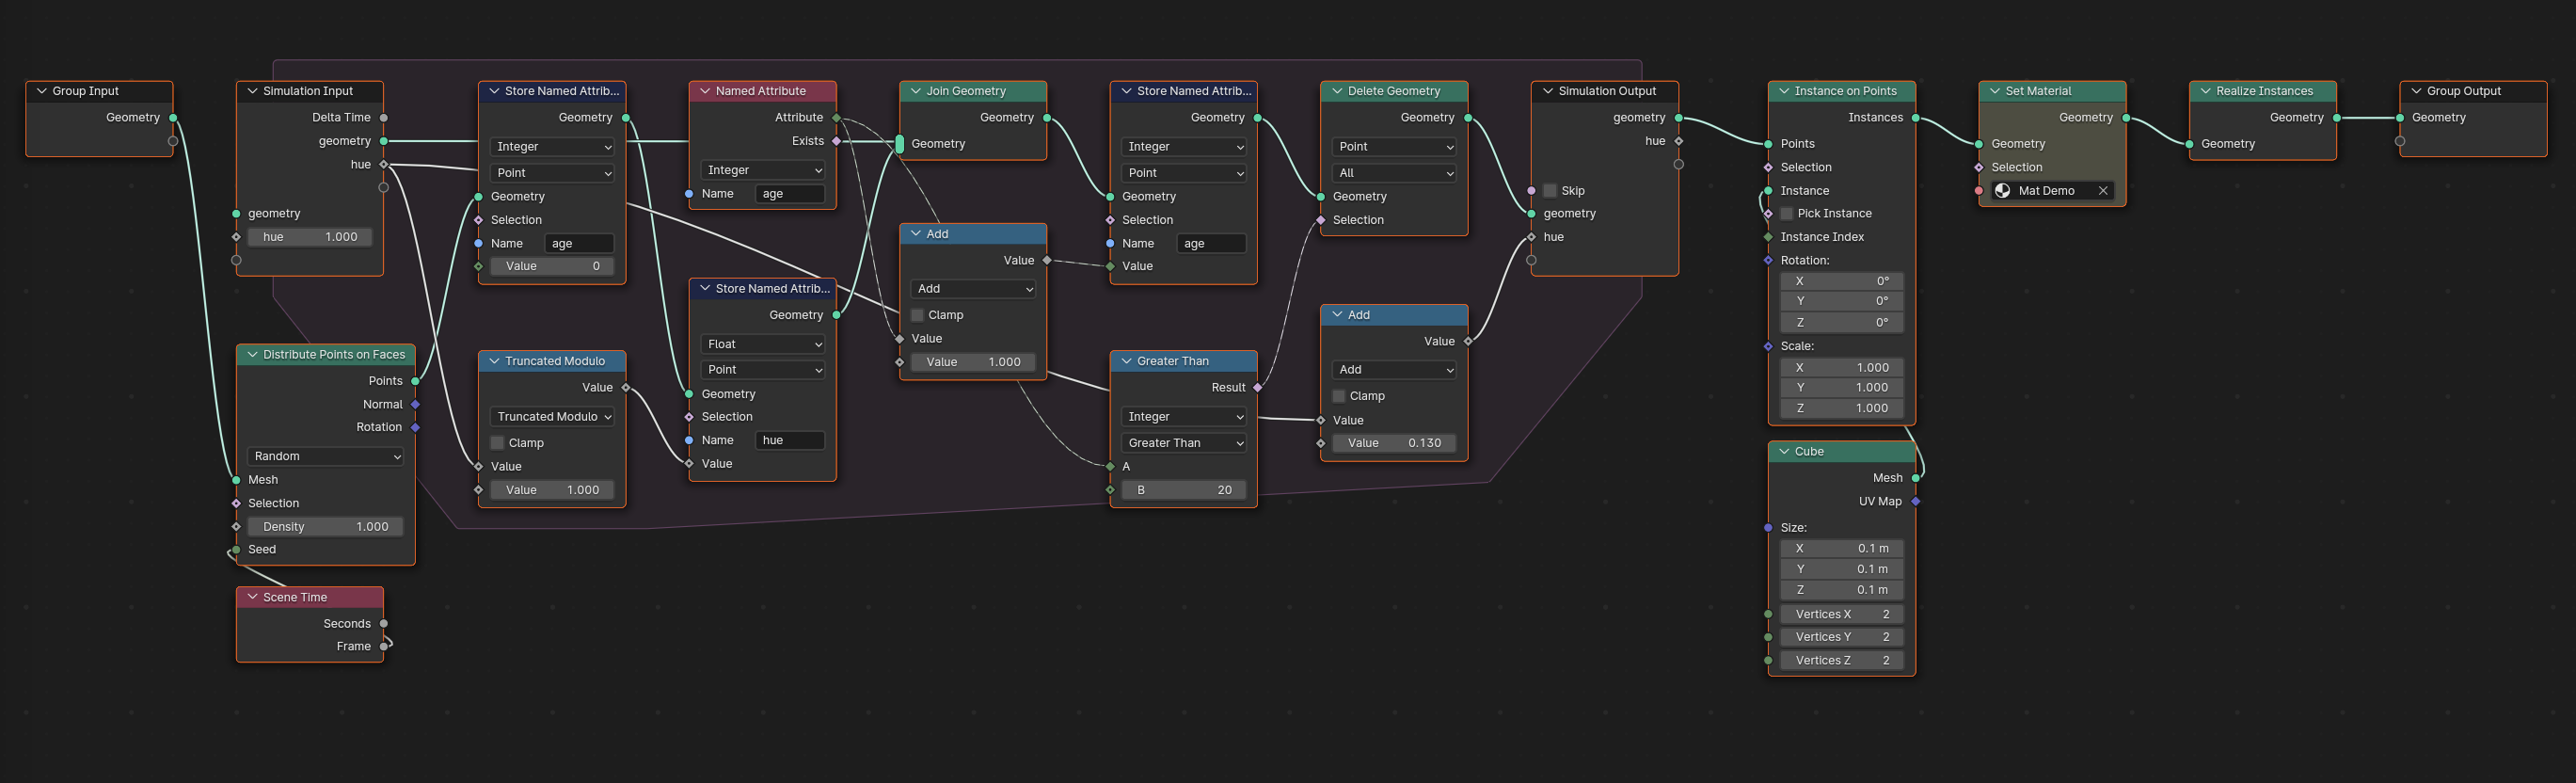 Group Input
Geometry
Simulation Input
Delta Time
geometry
hue
geometry
hue 1.000
Distribute Points on Faces
Points
Normal
Rotation
Random
Mesh
Selection
Density 1.000
Seed
Scene Time
Seconds
Frame
Store Named Attrib...
Geometry
Integer
Point
Geometry
Selection
Name age
Value 0
Truncated Modulo
Value
Truncated Modulo
Clamp
Value
Value 1.000
Named Attribute
Attribute
Exists
Integer
Name age
Store Named Attrib...
Geometry
Float
Point
Geometry
Selection
Name hue
Value
Join Geometry
Geometry
Geometry
Add
Value
Add
Clamp
Value
Value 1.000
Store Named Attrib...
Geometry
Integer
Point
Geometry
Selection
Name age
Value
Greater Than
Result
Integer
Greater Than
A
B 20
Delete Geometry
Geometry
Point
All
Geometry
Selection
Add
Value
Add
Clamp
Value
Value 0.130
Simulation Output
geometry
hue
Skip
geometry
hue
Instance on Points
Instances
Points
Selection
Instance
Pick Instance
Instance Index
Rotation:
X 0°
Y 0°
Z 0°
Scale:
X 1.000
Y 1.000
Z 1.000
Cube
Mesh
UV Map
Size:
X 0.1 m
Y 0.1 m
Z 0.1 m
Vertices X 2
Vertices Y 2
Vertices Z 2
Set Material
Geometry
Geometry
Selection
Mat Demo
Realize Instances
Geometry
Geometry
Group Output
Geometry